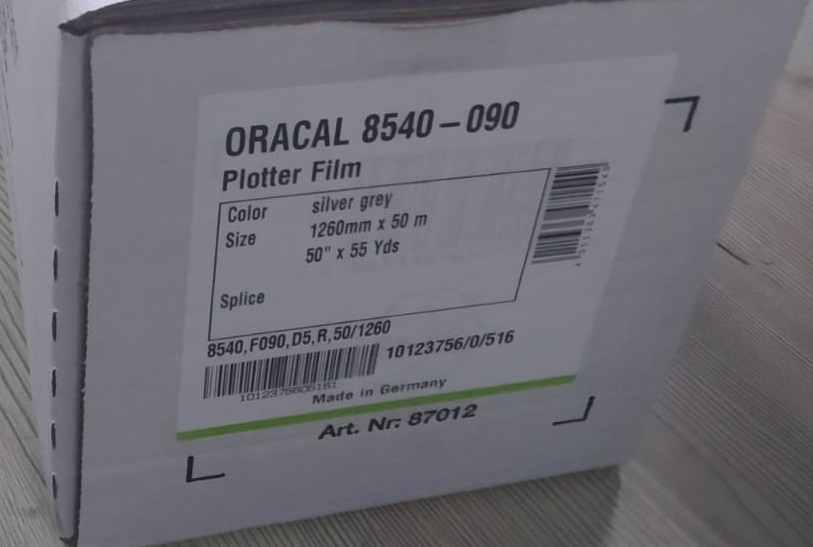 ORACAL 8540-090
Plotter Film
Color silver grey
Size 1260mm x 50 m
50" x 55 Yds
Splice
8540,F090,D5,R,50/1260
10123756/0/516
Made in Germany
Art. Nr: 87012